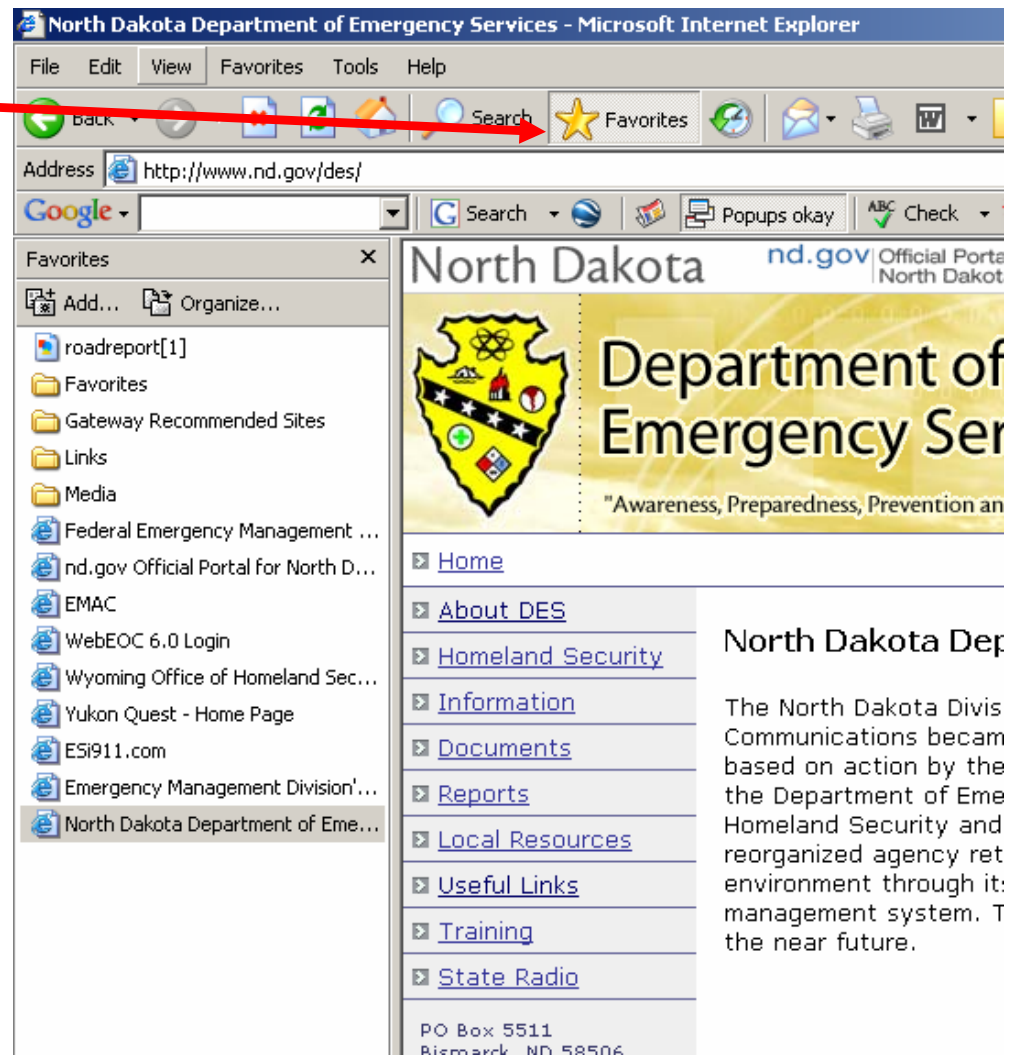 North Dakota Department of Emergency Services - Microsoft Internet Explorer
File Edit View Favorites Tools Help
Back Search Favorites
Address http://www.nd.gov/des/
Google Search Popups okay ABC Check
Favorites
Add... Organize...
roadreport[1]
Favorites
Gateway Recommended Sites
Links
Media
Federal Emergency Management ...
nd.gov Official Portal for North D...
EMAC
WebEOC 6.0 Login
Wyoming Office of Homeland Sec...
Yukon Quest - Home Page
ESi911.com
Emergency Management Division'...
North Dakota Department of Eme...
North Dakota nd.gov Official Porta
North Dakot
Department of
Emergency Ser
"Awareness, Preparedness, Prevention an
Home
About DES
Homeland Security
Information
Documents
Reports
Local Resources
Useful Links
Training
State Radio
PO Box 5511
Bismarck, ND 58506
North Dakota Dep
The North Dakota Divis
Communications becam
based on action by the
the Department of Eme
Homeland Security and
reorganized agency ret
environment through its
management system. T
the near future.